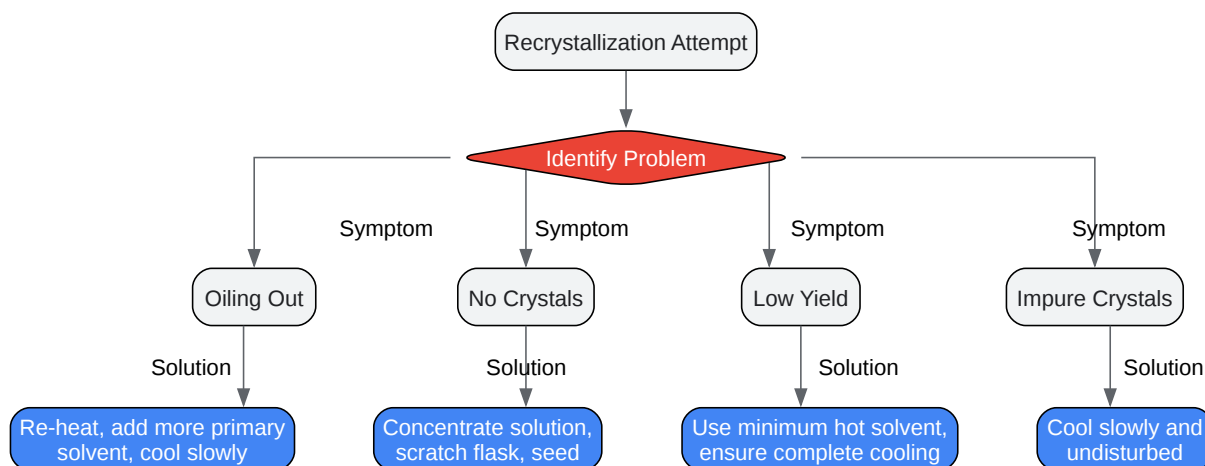 Recrystallization Attempt
Identify Problem
Symptom
Symptom
Symptom
Symptom
Oiling Out
No Crystals
Low Yield
Impure Crystals
Solution
Solution
Solution
Solution
Re-heat, add more primary
solvent, cool slowly
Concentrate solution,
scratch flask, seed
Use minimum hot solvent,
ensure complete cooling
Cool slowly and
undisturbed